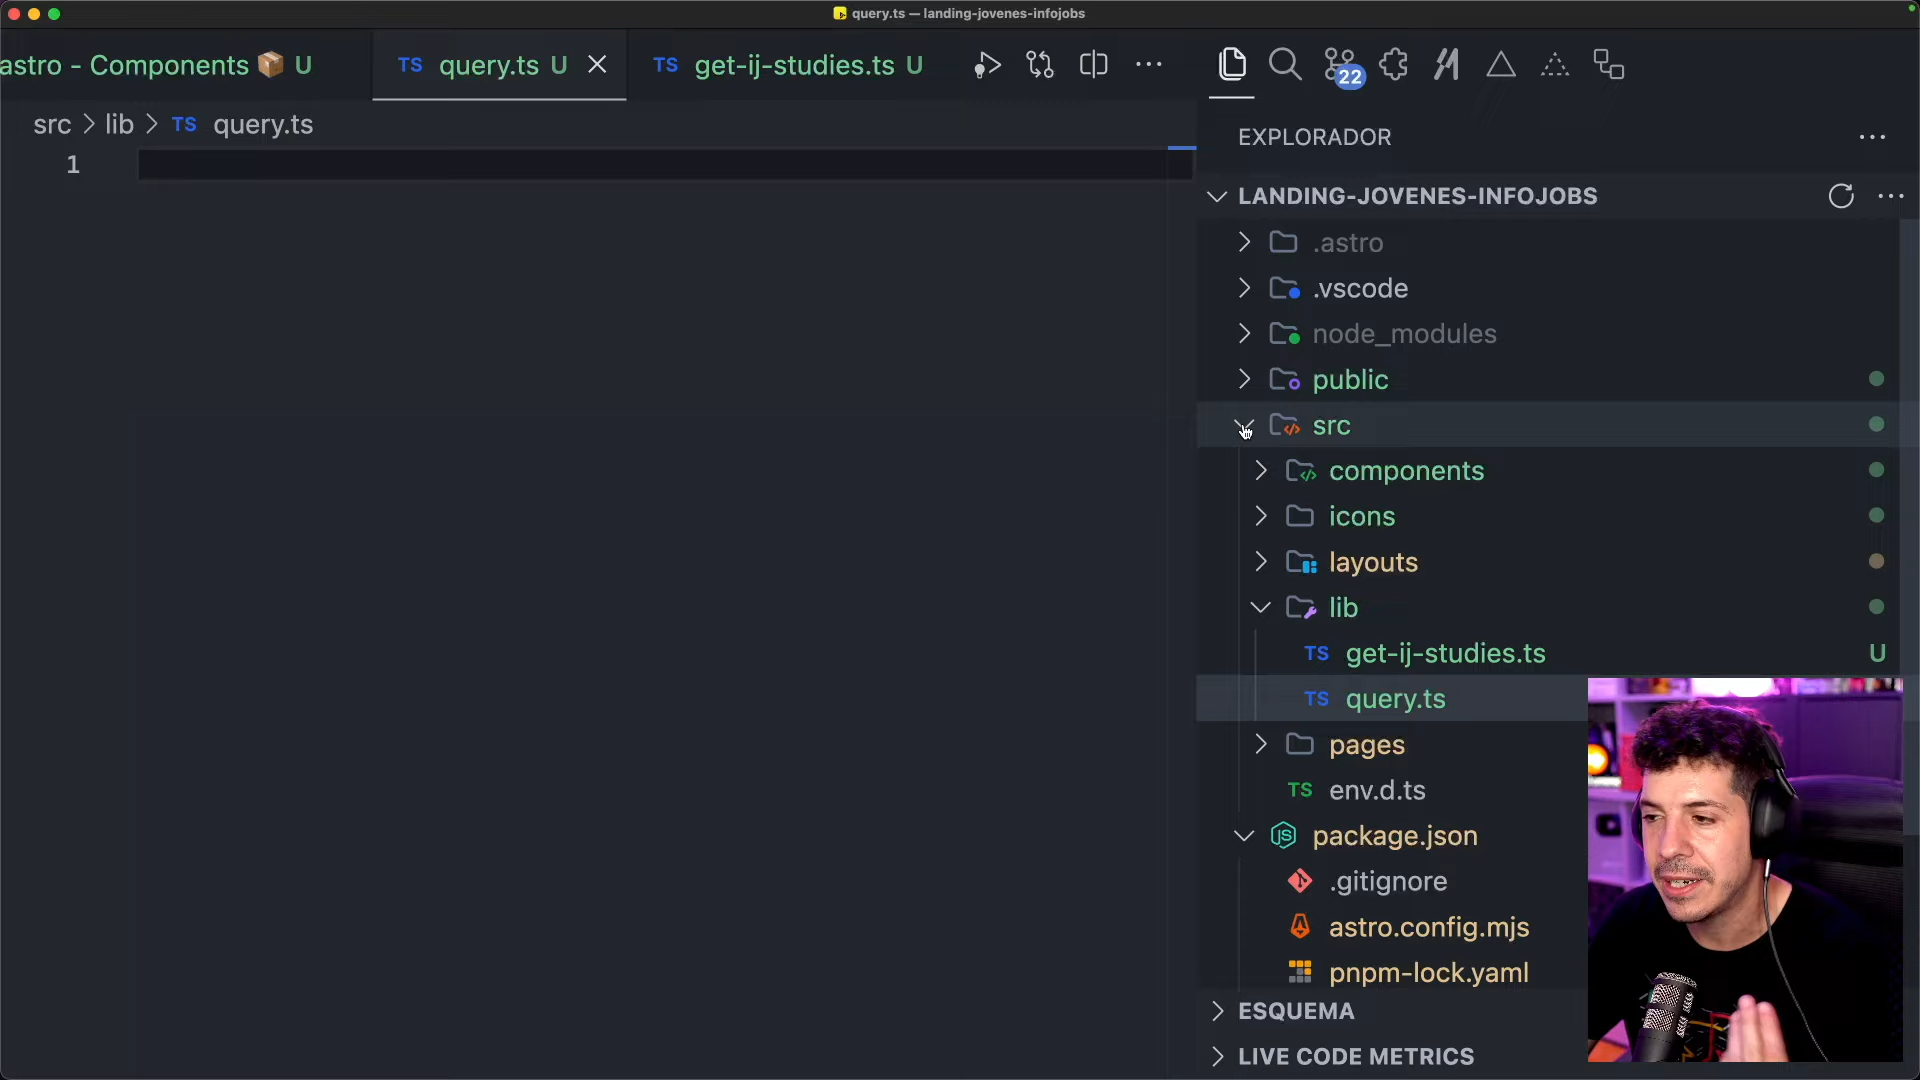 query.ts — landing-jovenes-infojobs
astro - Components 📦 U
TS query.ts U
TS get-ij-studies.ts U
22
src > lib > TS query.ts
1
EXPLORADOR
LANDING-JOVENES-INFOJOBS
.astro
.vscode
node_modules
public
src
components
icons
layouts
lib
TS get-ij-studies.ts U
TS query.ts
pages
TS env.d.ts
package.json
.gitignore
astro.config.mjs
pnpm-lock.yaml
ESQUEMA
LIVE CODE METRICS